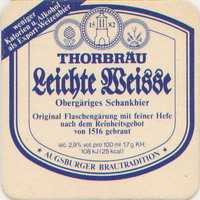 weniger
Kalorien u. Alkohol
als Export-Weizenbier
15 82
THORBRÄU
Leichte Weisse
Obergäriges Schankbier
Original Flaschengärung mit feiner Hefe
nach dem Reinheitsgebot
von 1516 gebraut
alc. 2,9% vol pro 100 ml: 1,7 g KH:
108 kJ (25 kcal)
AUGSBURGER BRAUTRADITION